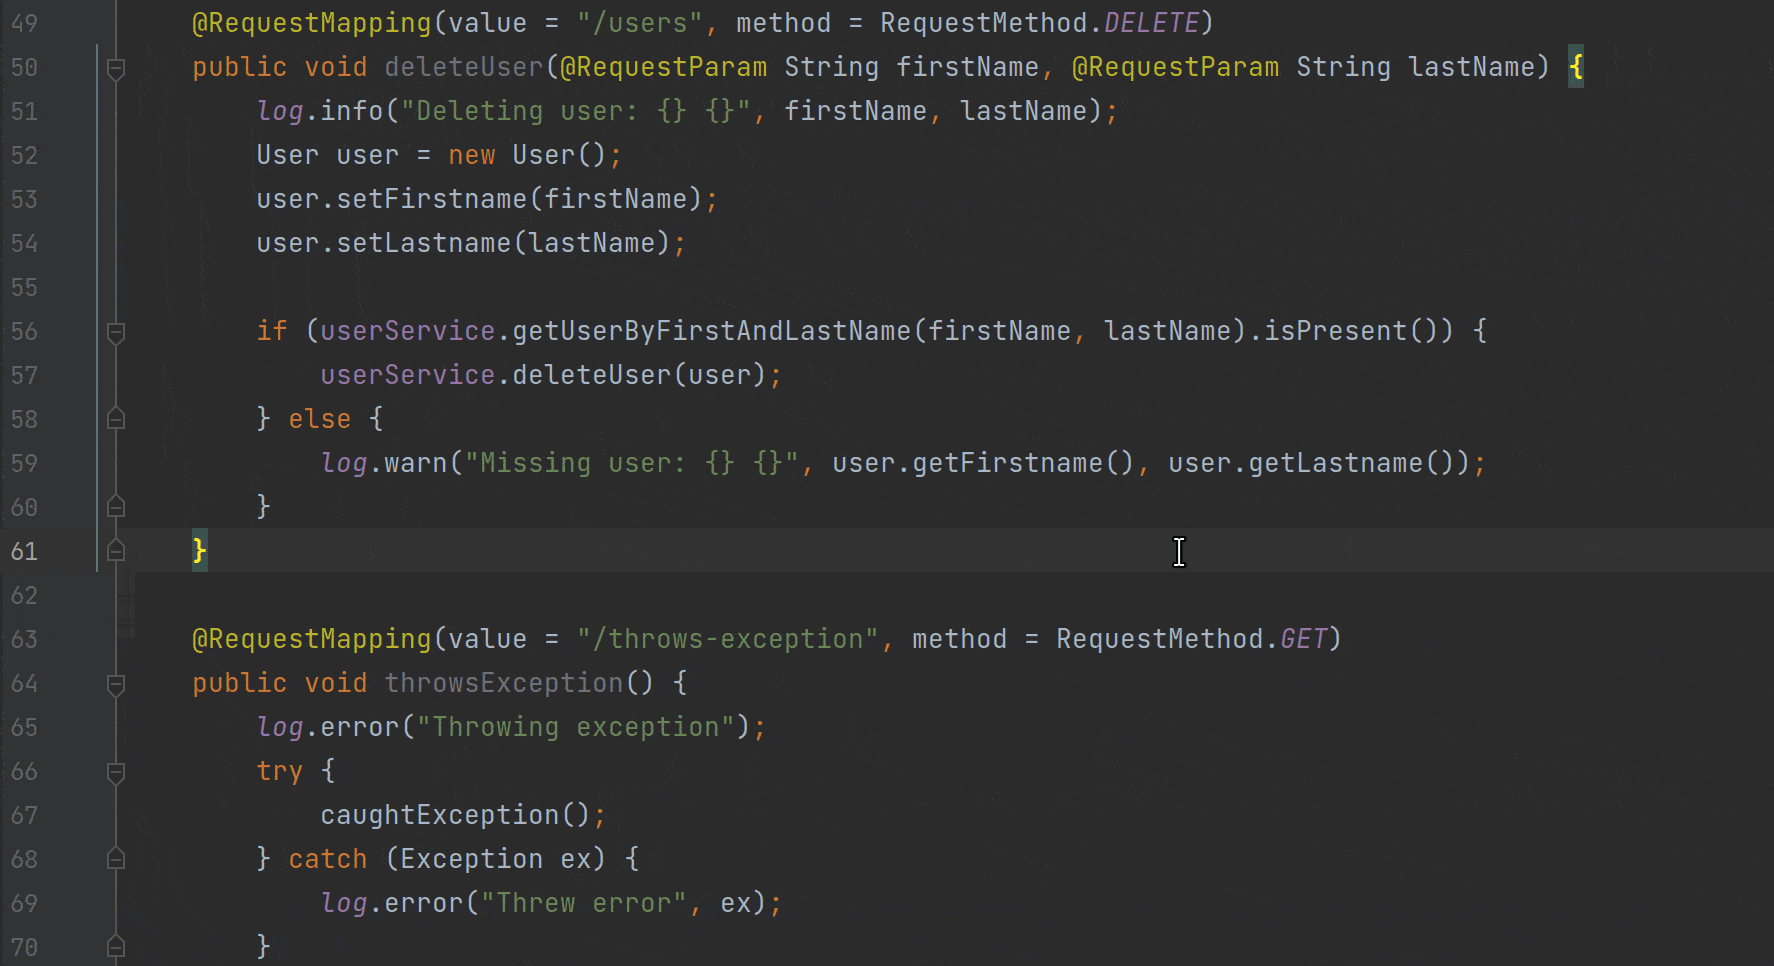 49 @RequestMapping(value = "/users", method = RequestMethod.DELETE)
50 public void deleteUser(@RequestParam String firstName, @RequestParam String lastName) {
51 log.info("Deleting user: {} {}", firstName, lastName);
52 User user = new User();
53 user.setFirstname(firstName);
54 user.setLastname(lastName);
55
56 if (userService.getUserByFirstAndLastName(firstName, lastName).isPresent()) {
57 userService.deleteUser(user);
58 } else {
59 log.warn("Missing user: {} {}", user.getFirstname(), user.getLastname());
60 }
61 }
62
63 @RequestMapping(value = "/throws-exception", method = RequestMethod.GET)
64 public void throwsException() {
65 log.error("Throwing exception");
66 try {
67 caughtException();
68 } catch (Exception ex) {
69 log.error("Threw error", ex);
70 }